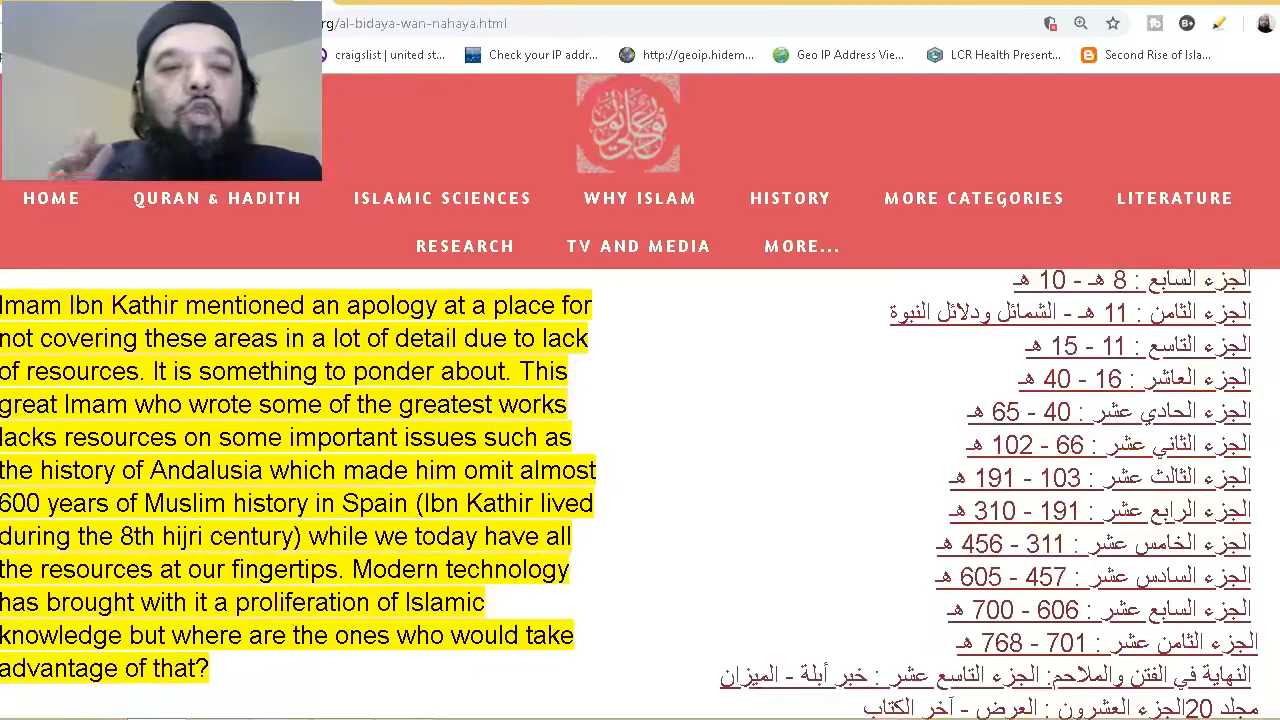 rg/al-bidaya-wan-nahaya.html
craigslist | united st...
Check your IP addr...
http://geoip.hidem...
Geo IP Address Vie...
LCR Health Present...
Second Rise of Isla...
HOME
QURAN & HADITH
ISLAMIC SCIENCES
WHY ISLAM
HISTORY
MORE CATEGORIES
LITERATURE
RESEARCH
TV AND MEDIA
MORE...
Imam Ibn Kathir mentioned an apology at a place for
not covering these areas in a lot of detail due to lack
of resources. It is something to ponder about. This
great Imam who wrote some of the greatest works
lacks resources on some important issues such as
the history of Andalusia which made him omit almost
600 years of Muslim history in Spain (Ibn Kathir lived
during the 8th hijri century) while we today have all
the resources at our fingertips. Modern technology
has brought with it a proliferation of Islamic
knowledge but where are the ones who would take
advantage of that?
الجزء السابع : 8 هـ - 10 هـ
الجزء الثامن : 11 هـ - الشمائل ودلائل النبوة
الجزء التاسع : 11 - 15 هـ
الجزء العاشر : 16 - 40 هـ
الجزء الحادي عشر : 40 - 65 هـ
الجزء الثاني عشر : 66 - 102 هـ
الجزء الثالث عشر : 103 - 191 هـ
الجزء الرابع عشر : 191 - 310 هـ
الجزء الخامس عشر : 311 - 456 هـ
الجزء السادس عشر : 457 - 605 هـ
الجزء السابع عشر : 606 - 700 هـ
الجزء الثامن عشر : 701 - 768 هـ
النهاية في الفتن والملاحم: الجزء التاسع عشر : خبر أبلة - الميزان
مجلد 20الجزء العشرون : العرض - آخر الكتاب